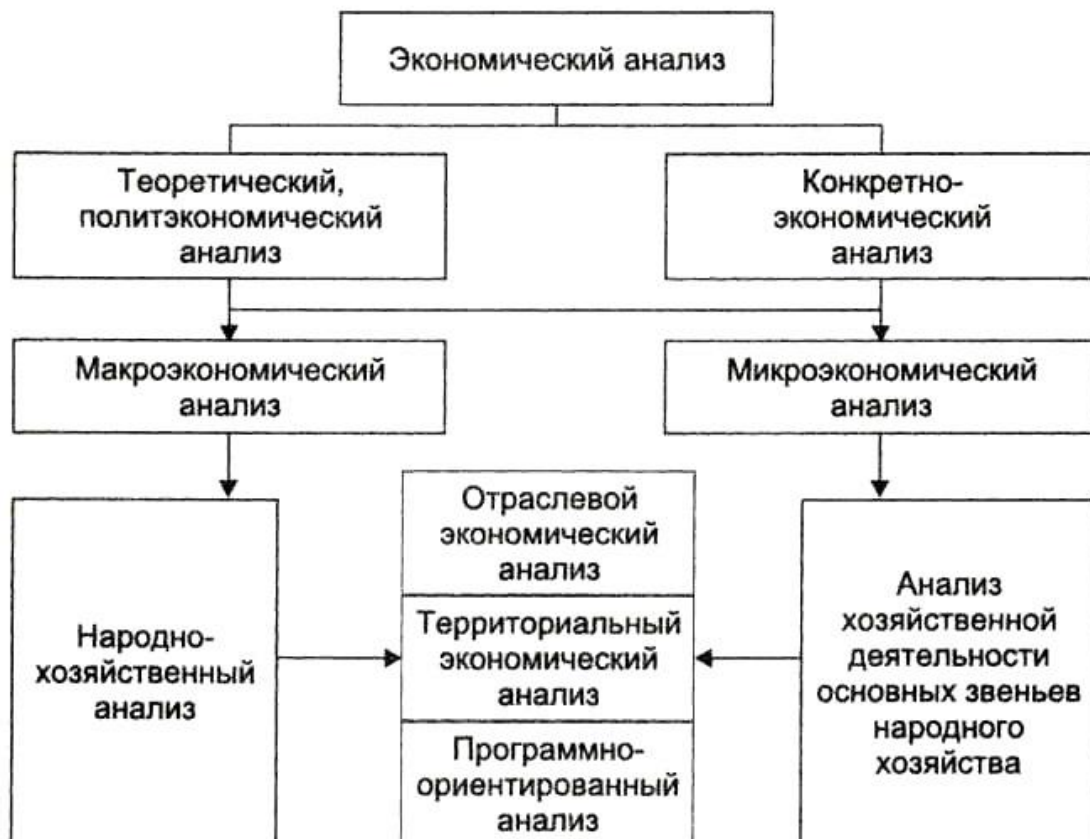 Экономический анализ
Теоретический,
политэкономический
анализ
Конкретно-
экономический
анализ
Макроэкономический
анализ
Микроэкономический
анализ
Народно-
хозяйственный
анализ
Отраслевой
экономический
анализ
Территориальный
экономический
анализ
Программно-
ориентированный
анализ
Анализ
хозяйственной
деятельности
основных звеньев
народного
хозяйства